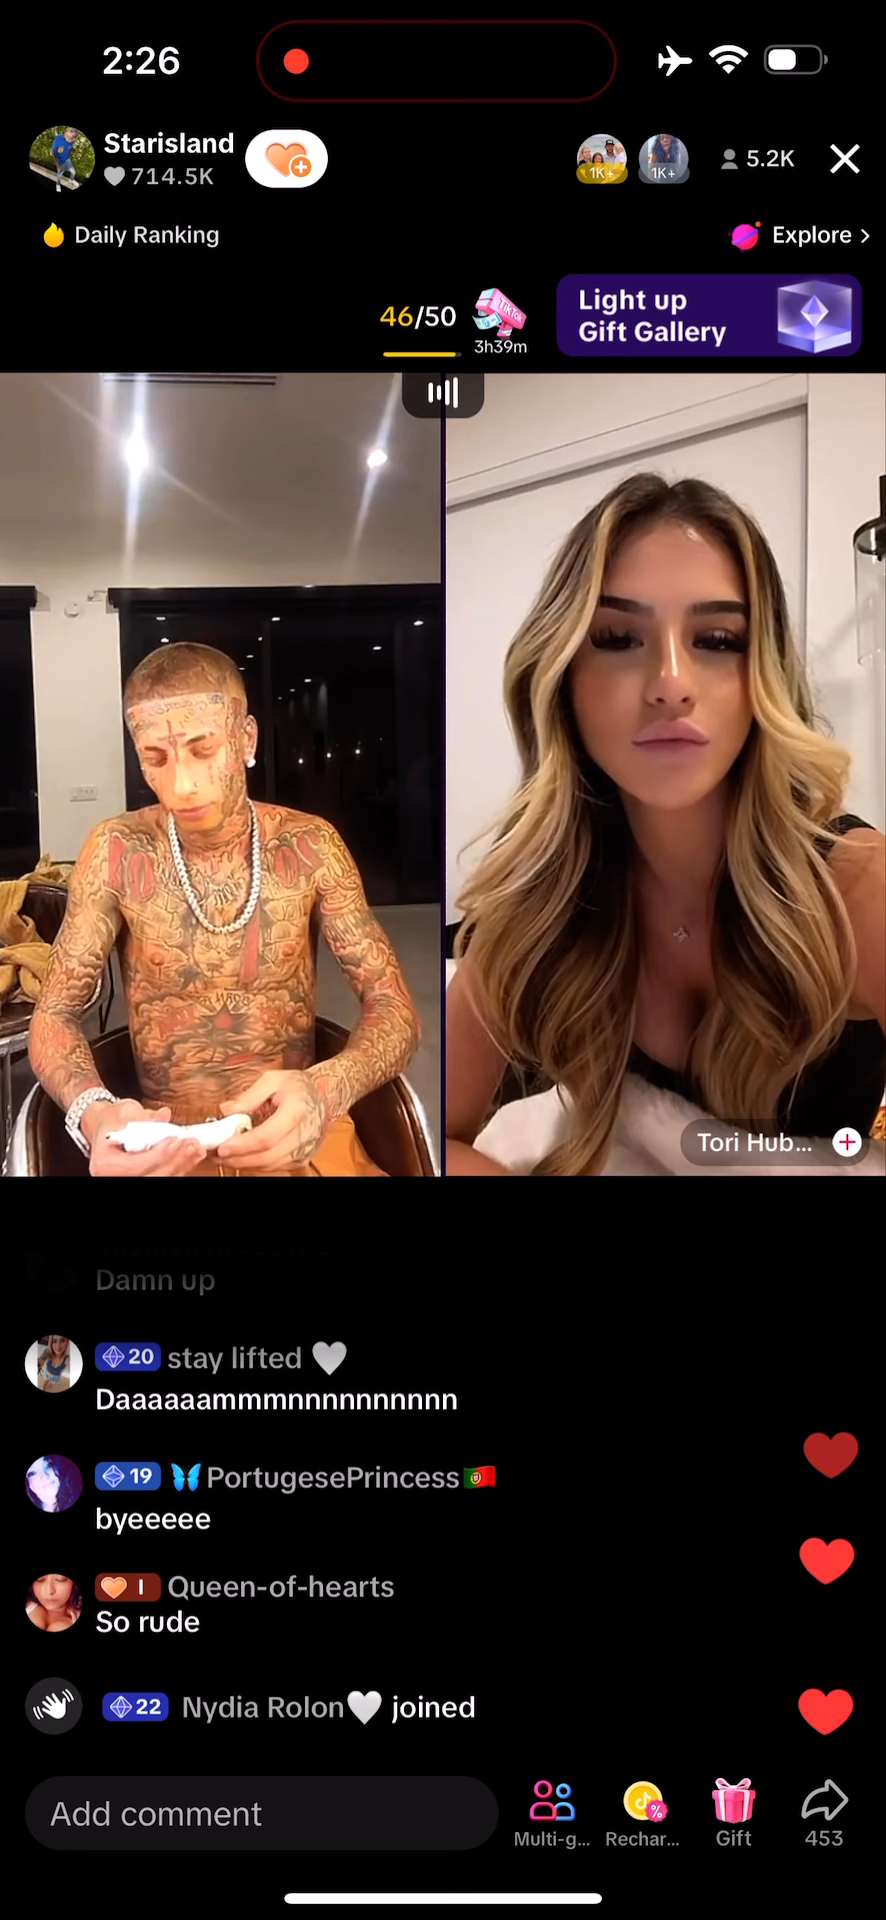 2:26
Starisland
714.5K
1K+
1K+
5.2K
Daily Ranking
Explore >
46/50
TikTok
3h39m
Light up
Gift Gallery
Tori Hub...
Damn up
20 stay lifted 🤍
Daaaaaammmnnnnnnnnnn
19 🦋PortugesePrincess🇵🇹
byeeeee
I Queen-of-hearts
So rude
22 Nydia Rolon🤍 joined
Add comment
Multi-g...
Rechar...
Gift
453